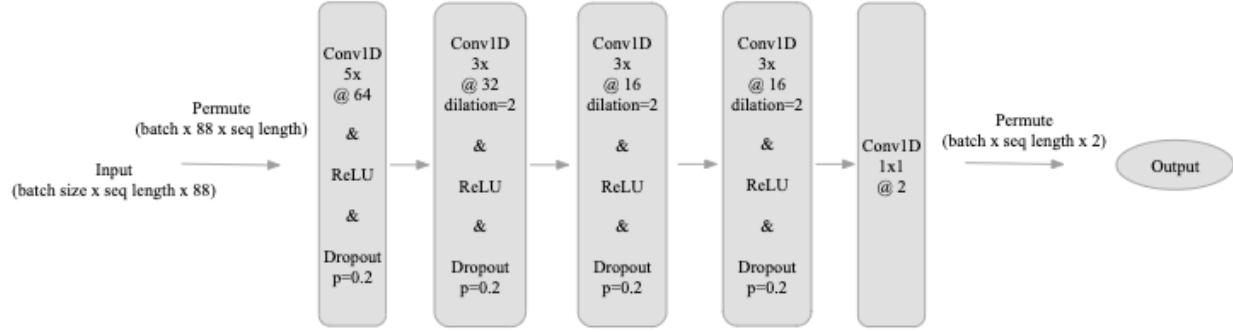 Input
(batch size x seq length x 88)
Permute
(batch x 88 x seq length)
Conv1D
5x
@ 64
&
ReLU
&
Dropout
p=0.2
Conv1D
3x
@ 32
dilation=2
&
ReLU
&
Dropout
p=0.2
Conv1D
3x
@ 16
dilation=2
&
ReLU
&
Dropout
p=0.2
Conv1D
3x
@ 16
dilation=2
&
ReLU
&
Dropout
p=0.2
Conv1D
1x1
@ 2
Permute
(batch x seq length x 2)
Output